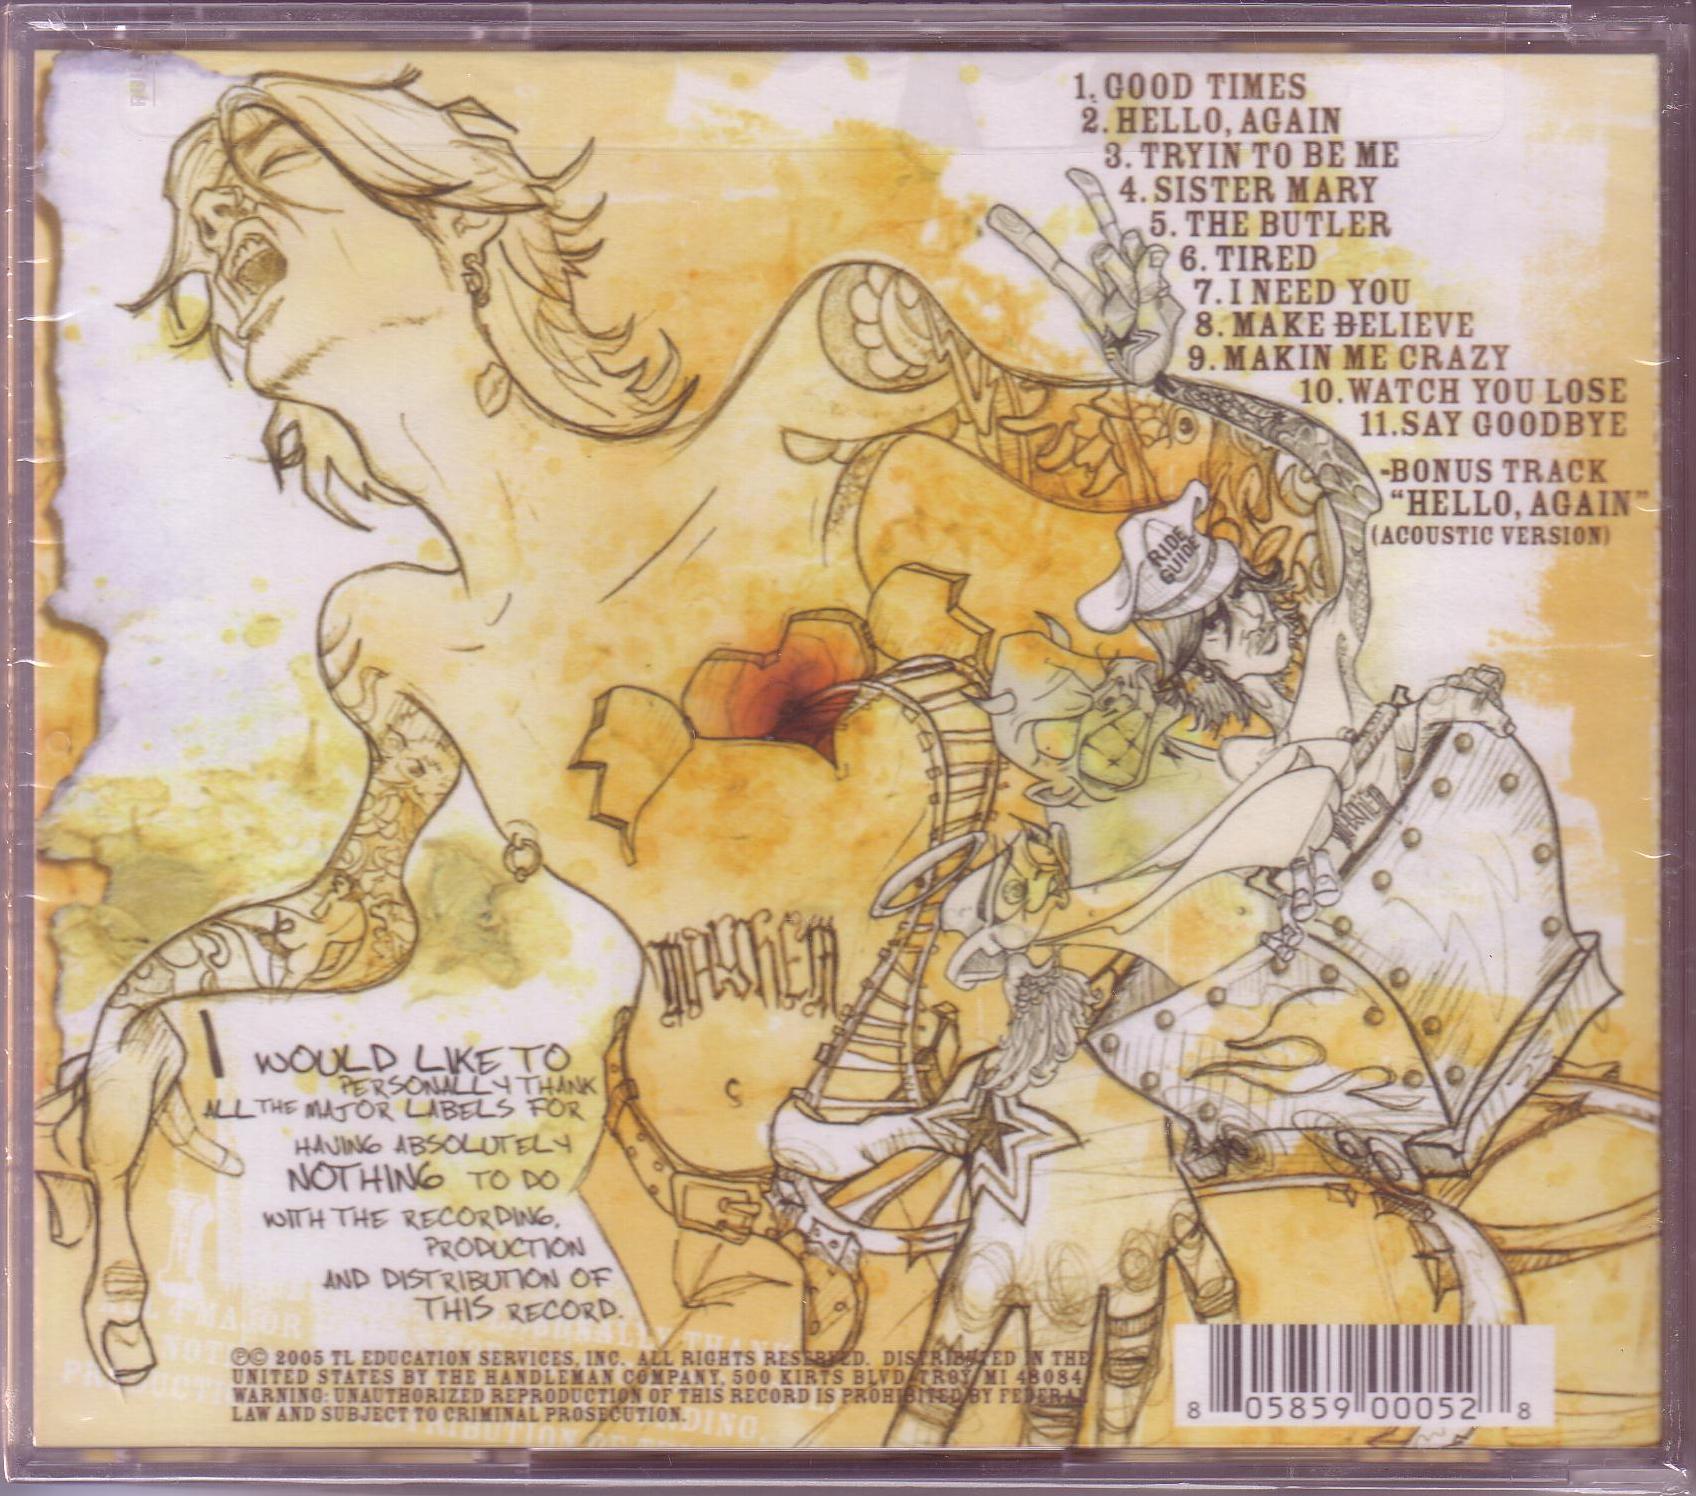 1. GOOD TIMES
2. HELLO, AGAIN
3. TRYIN TO BE ME
4. SISTER MARY
5. THE BUTLER
6. TIRED
7. I NEED YOU
8. MAKE BELIEVE
9. MAKIN ME CRAZY
10. WATCH YOU LOSE
11. SAY GOODBYE
-BONUS TRACK
"HELLO, AGAIN"
(ACOUSTIC VERSION)
RIDE
GUIDE
MAYHEM
I WOULD LIKE TO
PERSONALLY THANK
ALL THE MAJOR LABELS FOR
HAVING ABSOLUTELY
NOTHING TO DO
WITH THE RECORDING,
PRODUCTION
AND DISTRIBUTION OF
THIS RECORD.
℗© 2005 TL EDUCATION SERVICES, INC. ALL RIGHTS RESERVED. DISTRIBUTED IN THE
UNITED STATES BY THE HANDLEMAN COMPANY, 500 KIRTS BLVD, TROY, MI 48084
WARNING: UNAUTHORIZED REPRODUCTION OF THIS RECORD IS PROHIBITED BY FEDERAL
LAW AND SUBJECT TO CRIMINAL PROSECUTION.
8 05859 00052 8